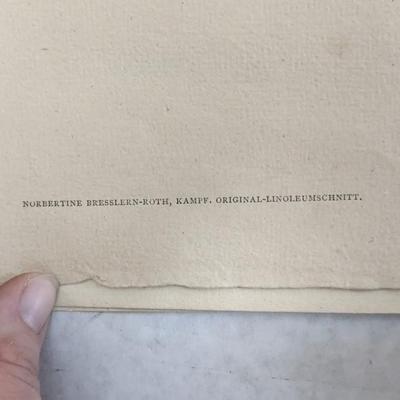 NORBERTINE BRESSLERN-ROTH, KAMPF. ORIGINAL-LINOLEUMSCHNITT.